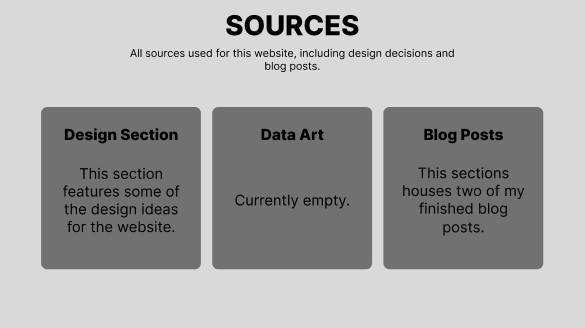 SOURCES
All sources used for this website, including design decisions and
blog posts.
Design Section
This section
features some of
the design ideas
for the website.
Data Art
Currently empty.
Blog Posts
This sections
houses two of my
finished blog
posts.